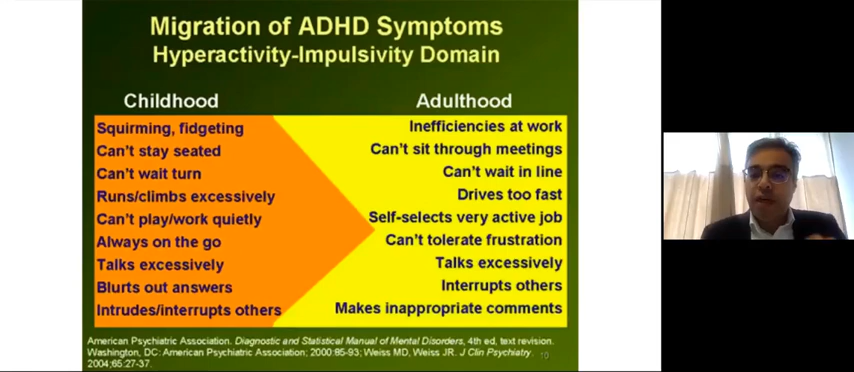 Migration of ADHD Symptoms
Hyperactivity-Impulsivity Domain
Childhood
Squirming, fidgeting
Can't stay seated
Can't wait turn
Runs/climbs excessively
Can't play/work quietly
Always on the go
Talks excessively
Blurts out answers
Intrudes/interrupts others
Adulthood
Inefficiencies at work
Can't sit through meetings
Can't wait in line
Drives too fast
Self-selects very active job
Can't tolerate frustration
Talks excessively
Interrupts others
Makes inappropriate comments
American Psychiatric Association. Diagnostic and Statistical Manual of Mental Disorders, 4th ed, text revision.
Washington, DC: American Psychiatric Association; 2000:85-93; Weiss MD, Weiss JR. J Clin Psychiatry.
2004;65:27-37.
10